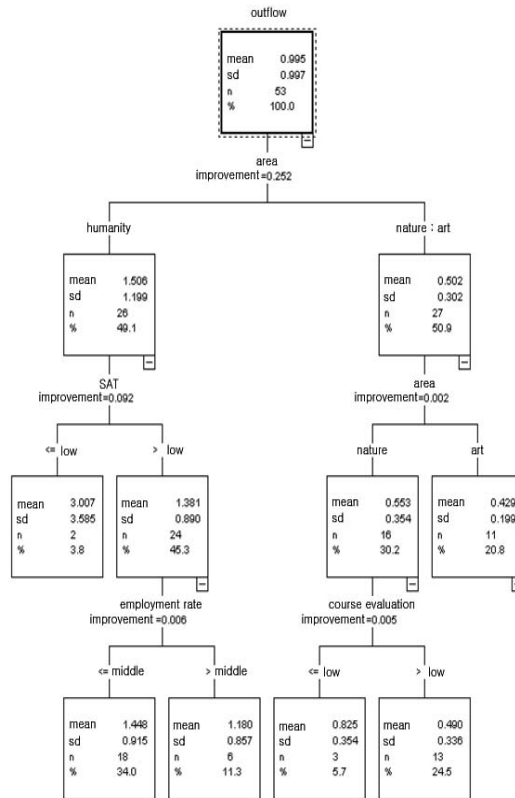 outflow
mean 0.995
sd 0.997
n 53
% 100.0
area
improvement=0.252
humanity
nature : art
mean 1.506
sd 1.199
n 26
% 49.1
mean 0.502
sd 0.302
n 27
% 50.9
SAT
improvement=0.092
area
improvement=0.002
<= low
> low
nature
art
mean 3.007
sd 3.585
n 2
% 3.8
mean 1.381
sd 0.890
n 24
% 45.3
mean 0.553
sd 0.354
n 16
% 30.2
mean 0.429
sd 0.199
n 11
% 20.8
employment rate
improvement=0.006
course evaluation
improvement=0.005
<= middle
> middle
<= low
> low
mean 1.448
sd 0.915
n 18
% 34.0
mean 1.180
sd 0.857
n 6
% 11.3
mean 0.825
sd 0.354
n 3
% 5.7
mean 0.490
sd 0.336
n 13
% 24.5